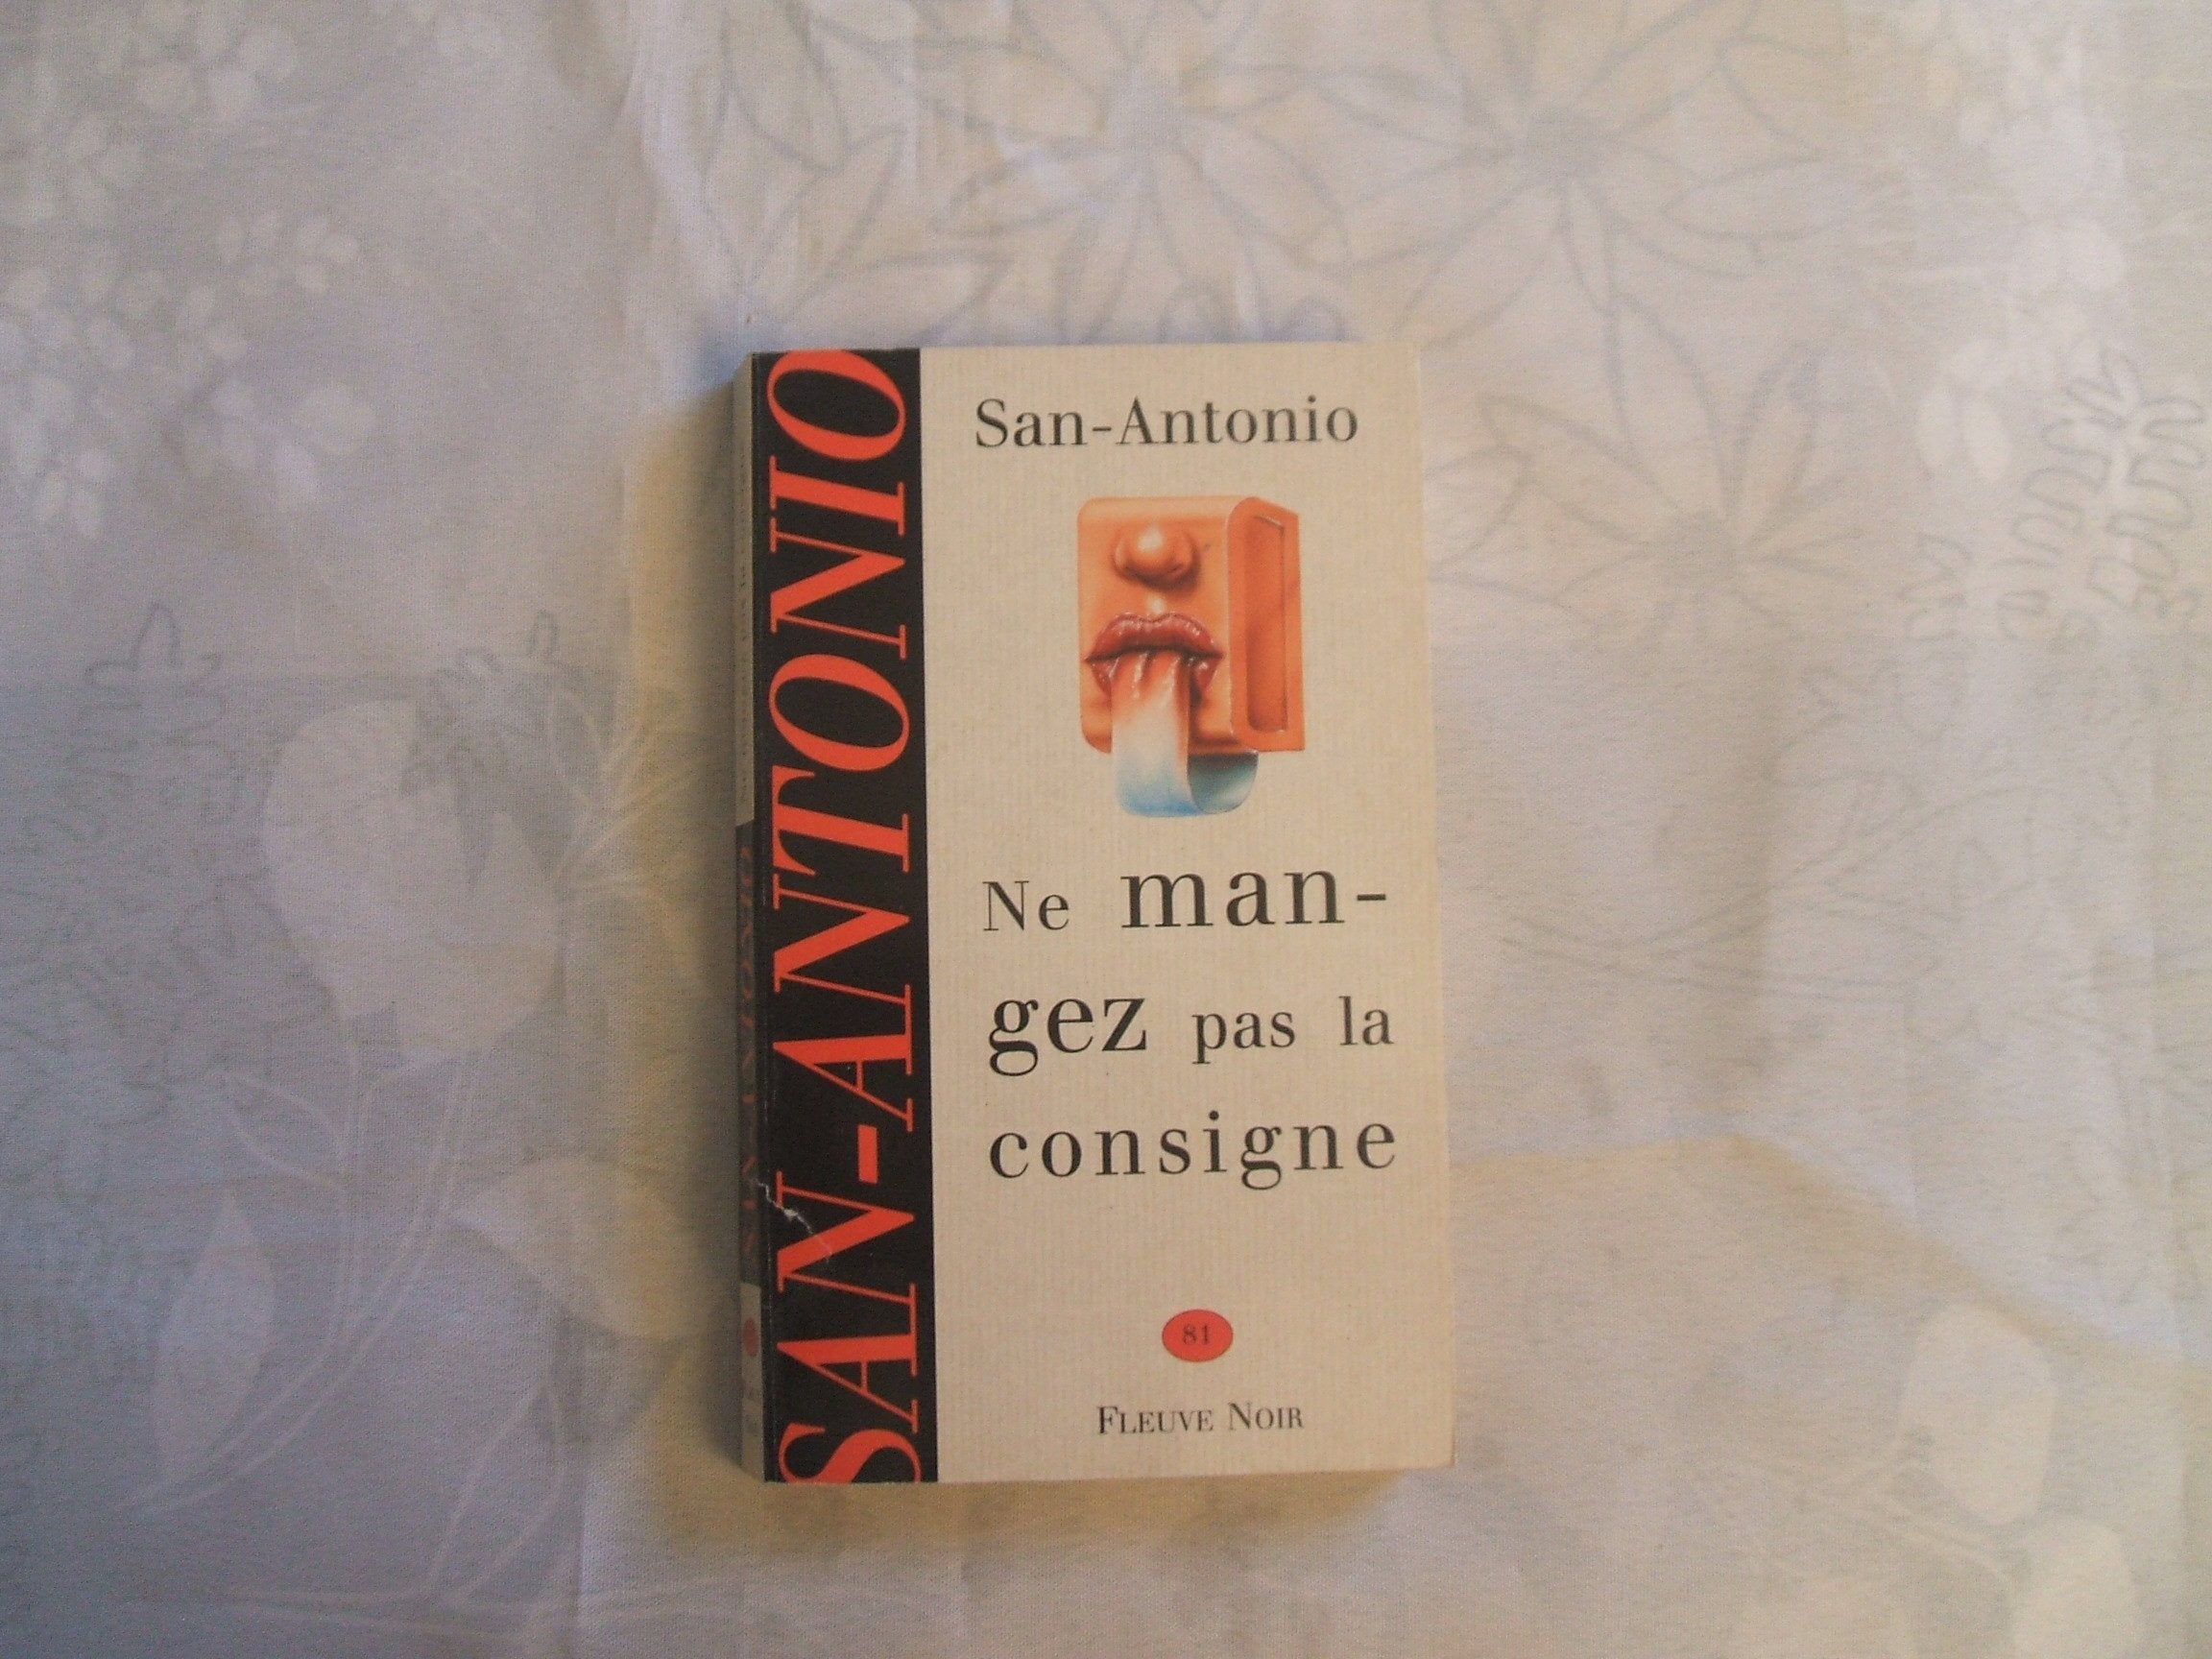 SAN-ANTONIO
San-Antonio
Ne man-
gez pas la
consigne
81
FLEUVE NOIR